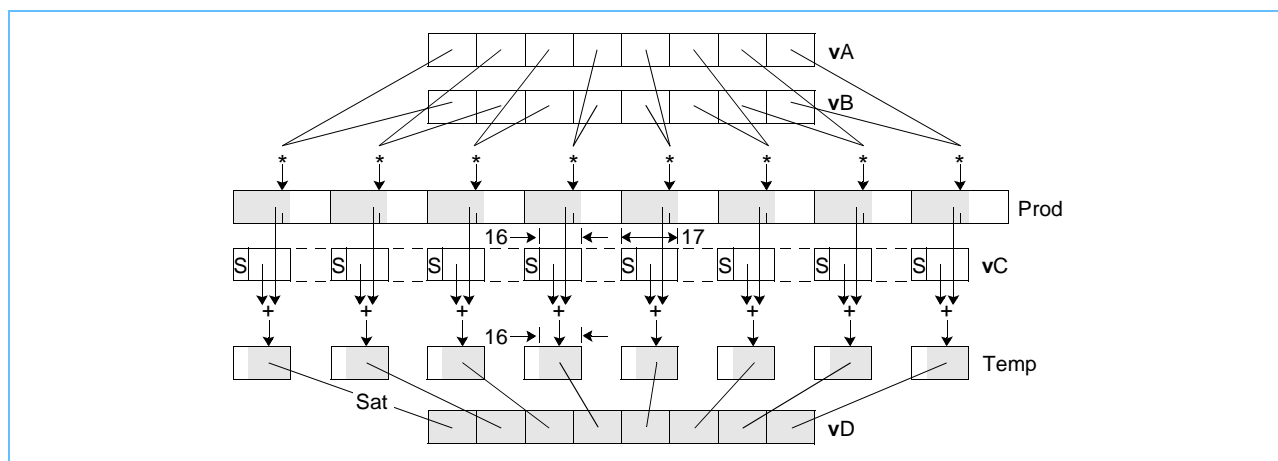 vA
vB
* * * * * * * *
Prod
16 17
S S S S S S S S vC
+ + + + + + + +
16
Temp
Sat
vD